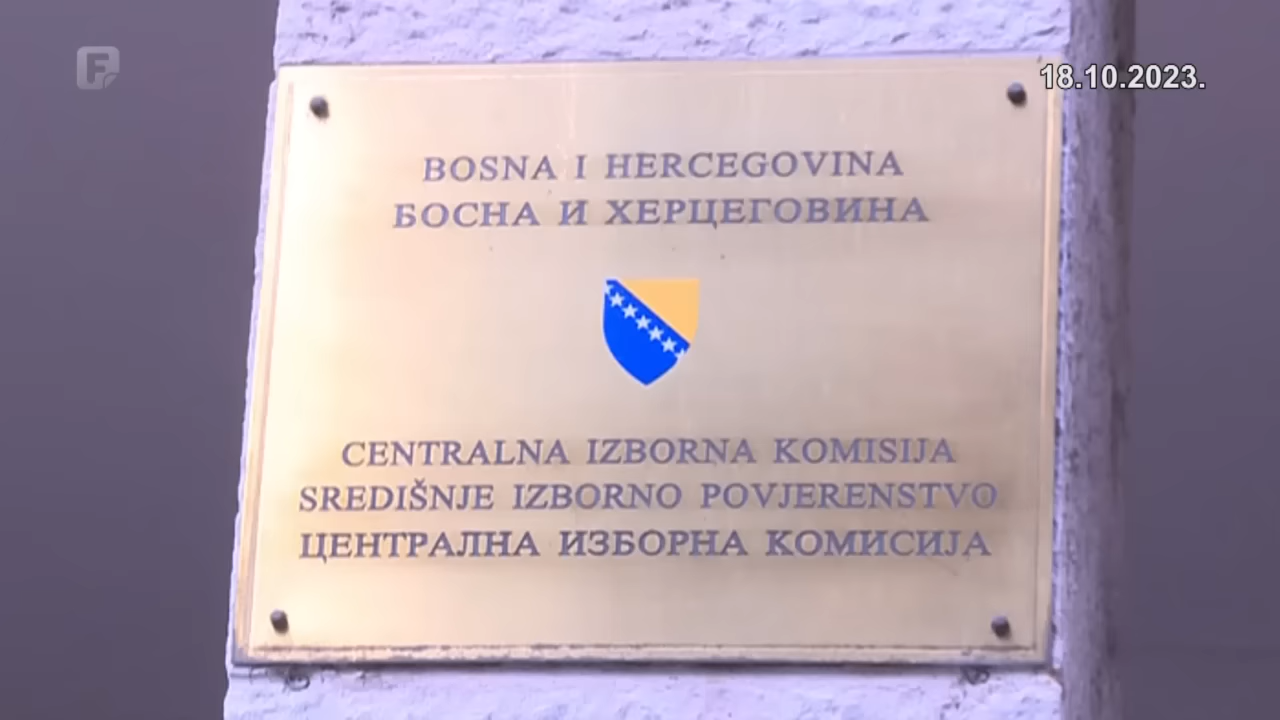 F
18.10.2023.
BOSNA I HERCEGOVINA
БОСНА И ХЕРЦЕГОВИНА
CENTRALNA IZBORNA KOMISIJA
SREDIŠNJE IZBORNO POVJERENSTVO
ЦЕНТРАЛНА ИЗБОРНА КОМИСИЈА